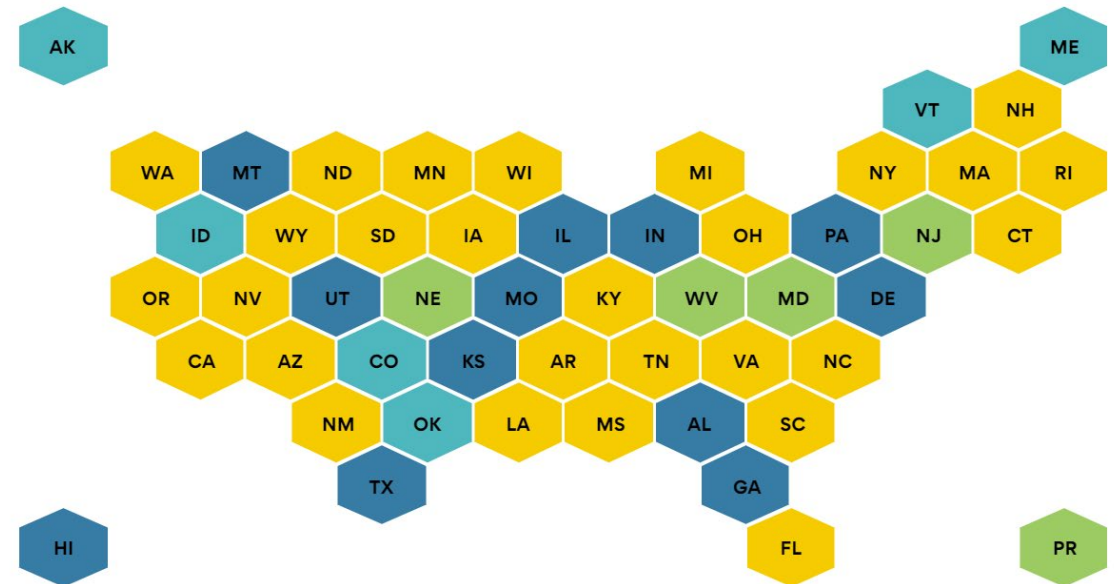 AK ME
VT NH
WA MT ND MN WI MI NY MA RI
ID WY SD IA IL IN OH PA NJ CT
OR NV UT NE MO KY WV MD DE
CA AZ CO KS AR TN VA NC
NM OK LA MS AL SC
TX GA
HI FL PR